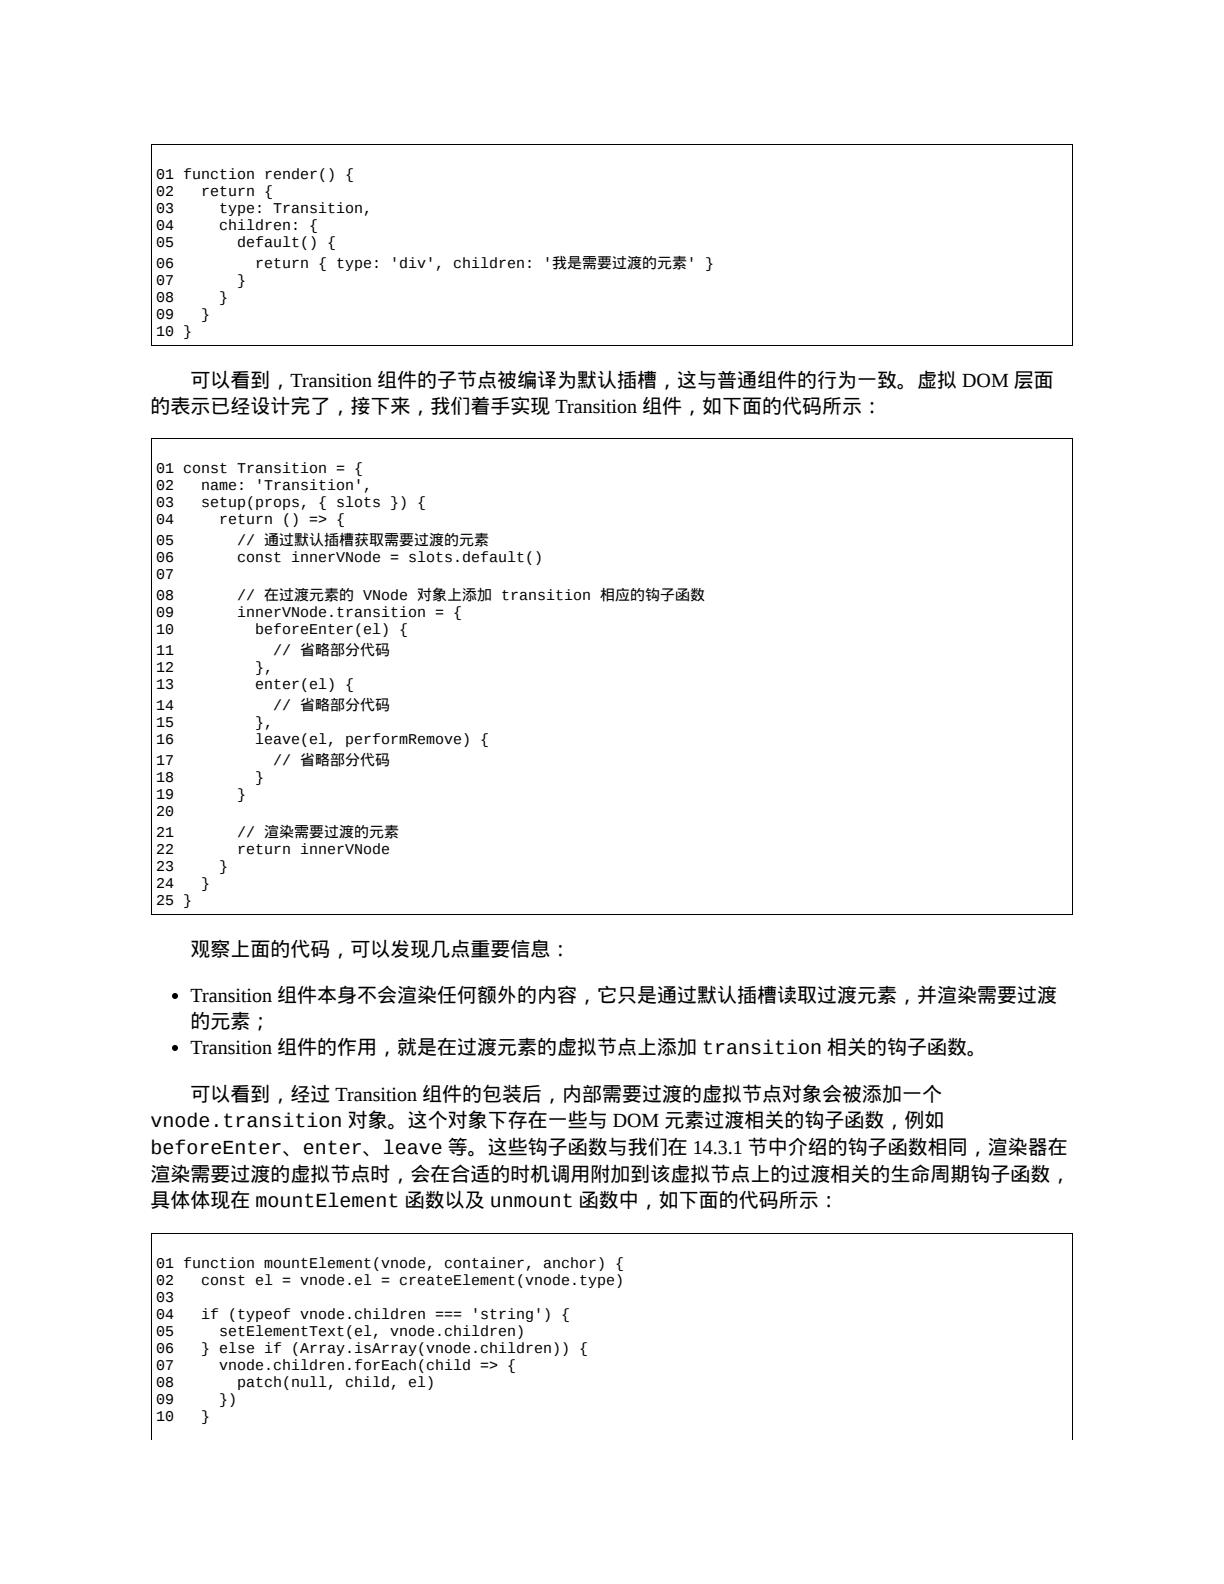 01 function render() {
02   return {
03     type: Transition,
04     children: {
05       default() {
06         return { type: 'div', children: '我是需要过渡的元素' }
07       }
08     }
09   }
10 }
可以看到，Transition 组件的子节点被编译为默认插槽，这与普通组件的行为一致。虚拟 DOM 层面
的表示已经设计完了，接下来，我们着手实现 Transition 组件，如下面的代码所示：
01 const Transition = {
02   name: 'Transition',
03   setup(props, { slots }) {
04     return () => {
05       // 通过默认插槽获取需要过渡的元素
06       const innerVNode = slots.default()
07
08       // 在过渡元素的 VNode 对象上添加 transition 相应的钩子函数
09       innerVNode.transition = {
10         beforeEnter(el) {
11           // 省略部分代码
12         },
13         enter(el) {
14           // 省略部分代码
15         },
16         leave(el, performRemove) {
17           // 省略部分代码
18         }
19       }
20
21       // 渲染需要过渡的元素
22       return innerVNode
23     }
24   }
25 }
观察上面的代码，可以发现几点重要信息：
• Transition 组件本身不会渲染任何额外的内容，它只是通过默认插槽读取过渡元素，并渲染需要过渡
的元素；
• Transition 组件的作用，就是在过渡元素的虚拟节点上添加 transition 相关的钩子函数。
可以看到，经过 Transition 组件的包装后，内部需要过渡的虚拟节点对象会被添加一个
vnode.transition 对象。这个对象下存在一些与 DOM 元素过渡相关的钩子函数，例如
beforeEnter、enter、leave 等。这些钩子函数与我们在 14.3.1 节中介绍的钩子函数相同，渲染器在
渲染需要过渡的虚拟节点时，会在合适的时机调用附加到该虚拟节点上的过渡相关的生命周期钩子函数，
具体体现在 mountElement 函数以及 unmount 函数中，如下面的代码所示：
01 function mountElement(vnode, container, anchor) {
02   const el = vnode.el = createElement(vnode.type)
03
04   if (typeof vnode.children === 'string') {
05     setElementText(el, vnode.children)
06   } else if (Array.isArray(vnode.children)) {
07     vnode.children.forEach(child => {
08       patch(null, child, el)
09     })
10   }